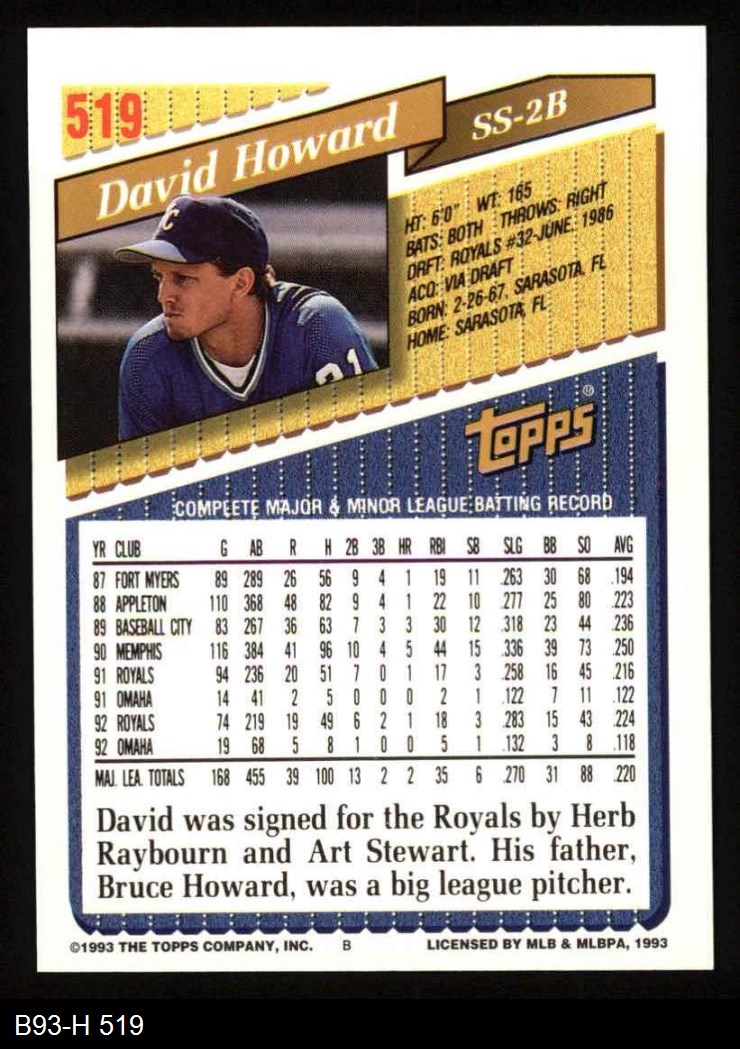 519
David Howard
SS-2B
KC
HT: 6'0" WT: 165
BATS: BOTH THROWS: RIGHT
DRFT: ROYALS #32-JUNE, 1986
ACQ: VIA DRAFT
BORN: 2-26-67, SARASOTA, FL
HOME: SARASOTA, FL
21
TOPPS®
COMPLETE MAJOR & MINOR LEAGUE BATTING RECORD
YR CLUB G AB R H 2B 3B HR RBI SB SLG BB SO AVG
87 FORT MYERS 89 289 26 56 9 4 1 19 11 .263 30 68 .194
88 APPLETON 110 368 48 82 9 4 1 22 10 .277 25 80 .223
89 BASEBALL CITY 83 267 36 63 7 3 3 30 12 .318 23 44 .236
90 MEMPHIS 116 384 41 96 10 4 5 44 15 .336 39 73 .250
91 ROYALS 94 236 20 51 7 0 1 17 3 .258 16 45 .216
91 OMAHA 14 41 2 5 0 0 0 2 1 .122 7 11 .122
92 ROYALS 74 219 19 49 6 2 1 18 3 .283 15 43 .224
92 OMAHA 19 68 5 8 1 0 0 5 1 .132 3 8 .118
MAJ. LEA. TOTALS 168 455 39 100 13 2 2 35 6 .270 31 88 .220
David was signed for the Royals by Herb
Raybourn and Art Stewart. His father,
Bruce Howard, was a big league pitcher.
©1993 THE TOPPS COMPANY, INC. B LICENSED BY MLB & MLBPA, 1993
B93-H 519